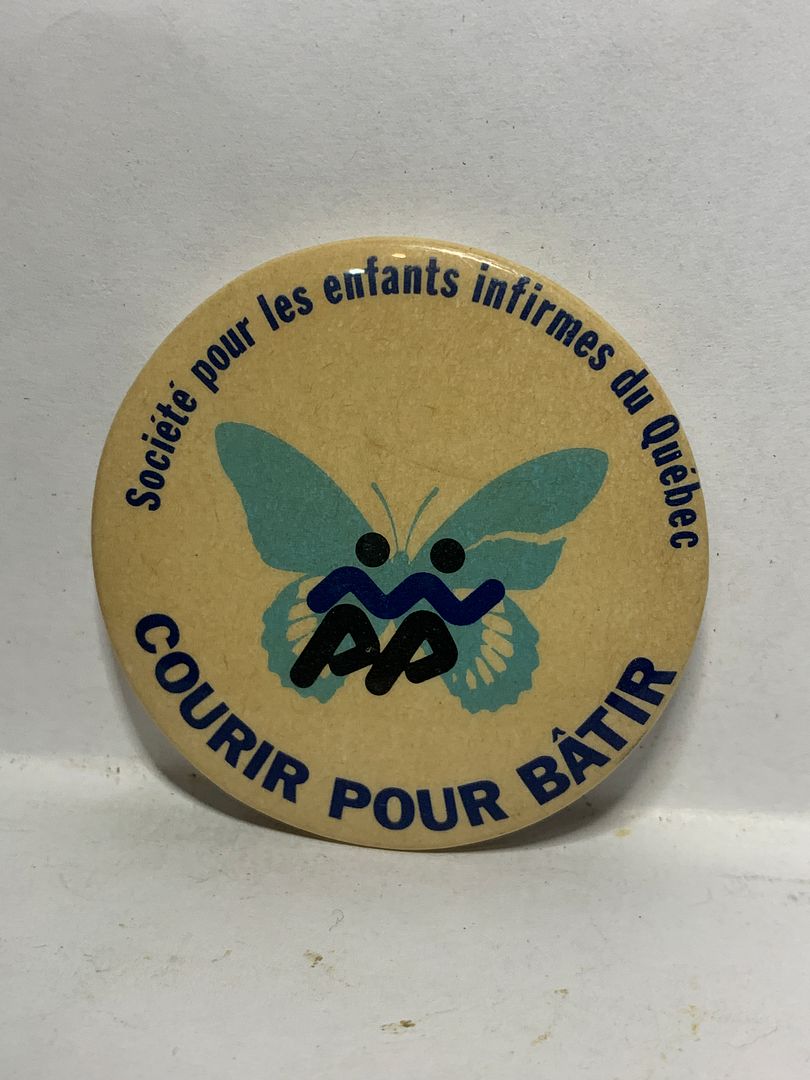 Société pour les enfants infirmes du Québec
COURIR POUR BÂTIR